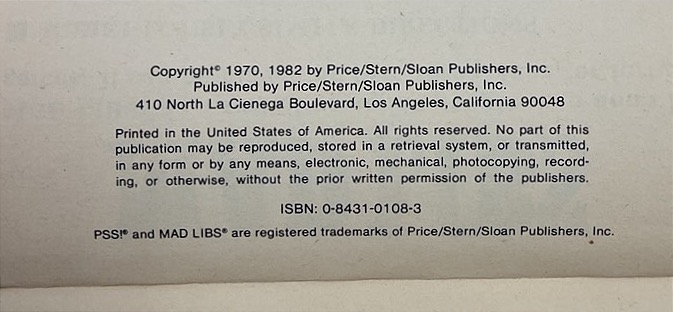 Copyright© 1970, 1982 by Price/Stern/Sloan Publishers, Inc.
Published by Price/Stern/Sloan Publishers, Inc.
410 North La Cienega Boulevard, Los Angeles, California 90048
Printed in the United States of America. All rights reserved. No part of this
publication may be reproduced, stored in a retrieval system, or transmitted,
in any form or by any means, electronic, mechanical, photocopying, record-
ing, or otherwise, without the prior written permission of the publishers.
ISBN: 0-8431-0108-3
PSS!® and MAD LIBS® are registered trademarks of Price/Stern/Sloan Publishers, Inc.